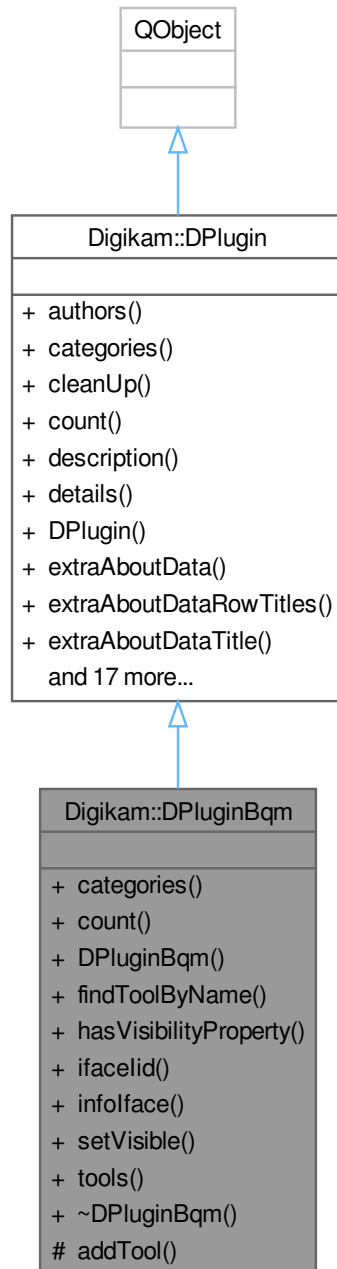 QObject
Digikam::DPlugin
+ authors()
+ categories()
+ cleanUp()
+ count()
+ description()
+ details()
+ DPlugin()
+ extraAboutData()
+ extraAboutDataRowTitles()
+ extraAboutDataTitle()
and 17 more...
Digikam::DPluginBqm
+ categories()
+ count()
+ DPluginBqm()
+ findToolByName()
+ hasVisibilityProperty()
+ ifaceIid()
+ infoIface()
+ setVisible()
+ tools()
+ ~DPluginBqm()
# addTool()